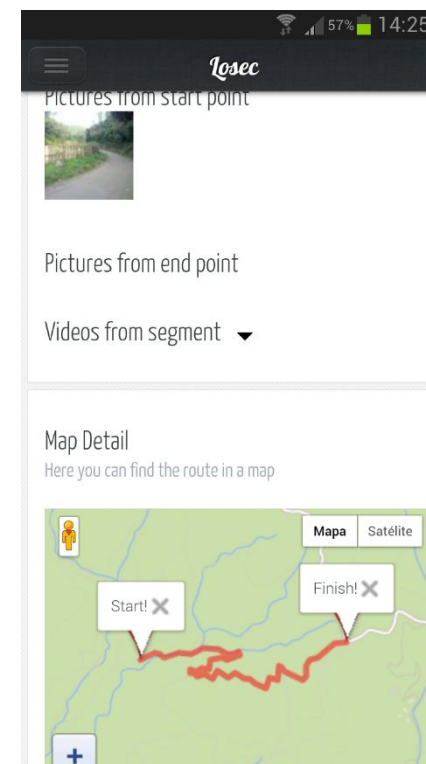 57% 14:25
Losec
Pictures from start point
Pictures from end point
Videos from segment
Map Detail
Here you can find the route in a map
Mapa Satélite
Finish!
Start!
+